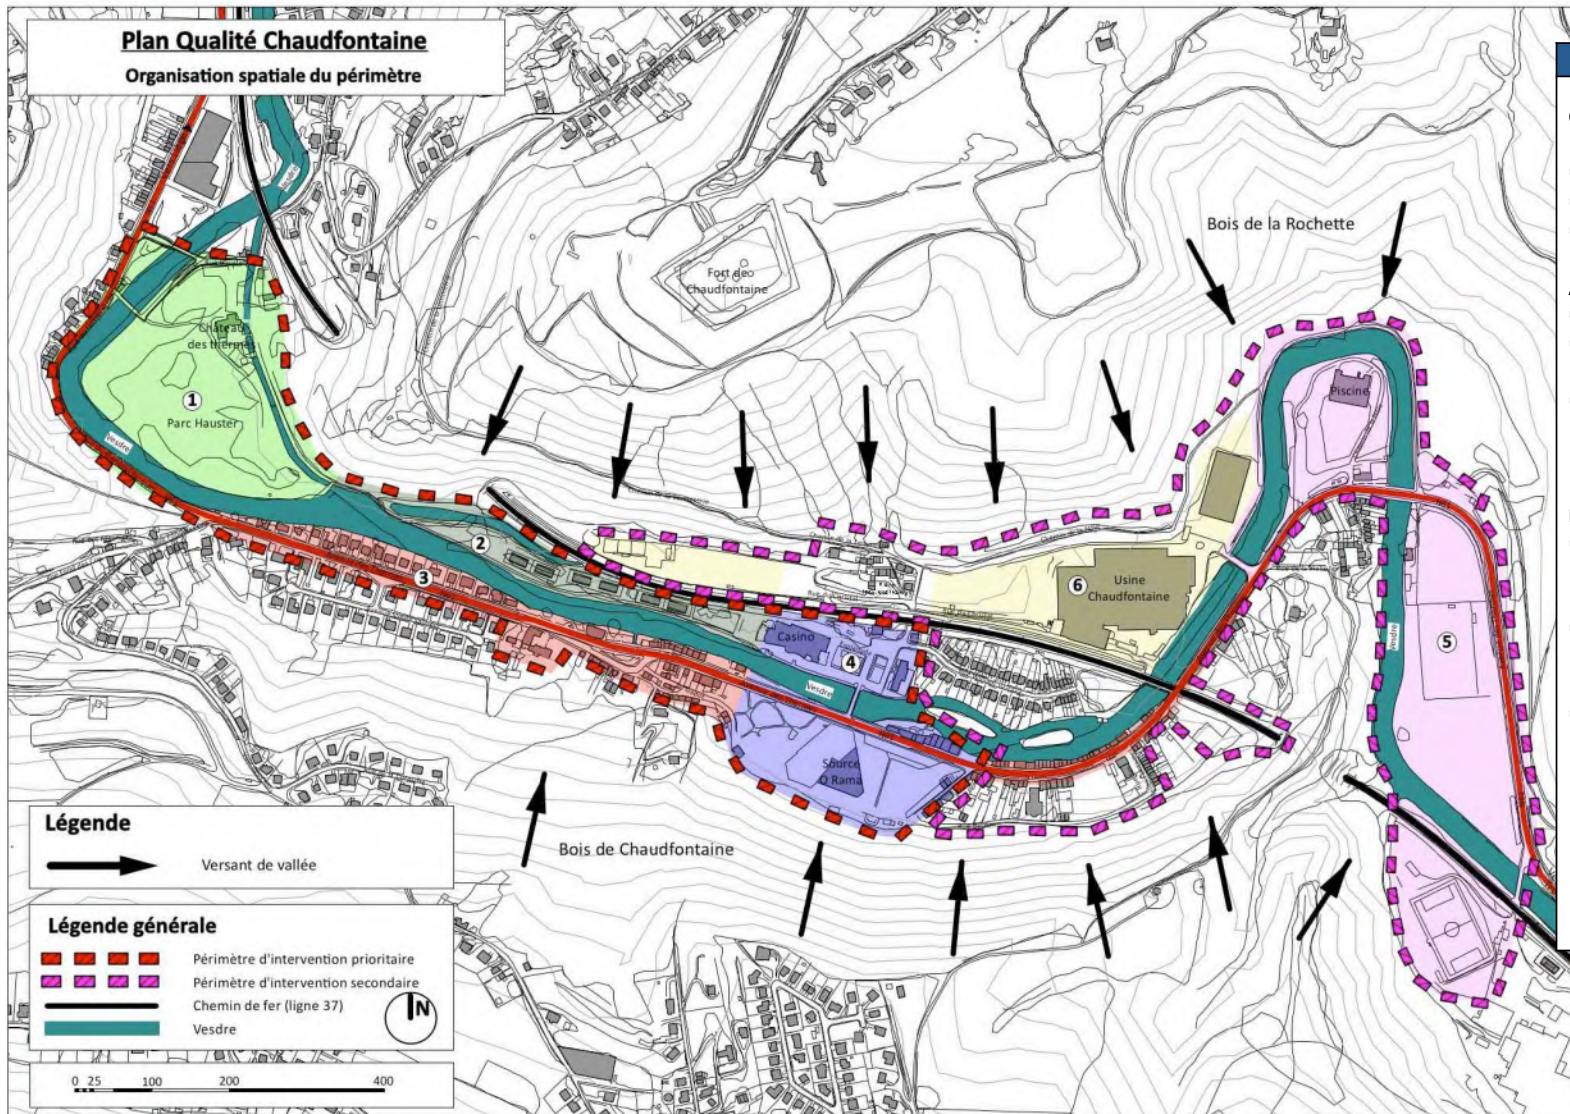 Plan Qualité Chaudfontaine
Organisation spatiale du périmètre
Vesdre
Bois de la Rochette
Fort de
Chaudfontaine
Château
des thermes
1
Parc Hauster
Piscine
Vesdre
2
3
6
Usine
Chaudfontaine
Casino
4
5
Vesdre
Vesdre
Source
O Rama
Bois de Chaudfontaine
Légende
Versant de vallée
Légende générale
Périmètre d'intervention prioritaire
Périmètre d'intervention secondaire
Chemin de fer (ligne 37)
Vesdre
N
0 25 100 200 400